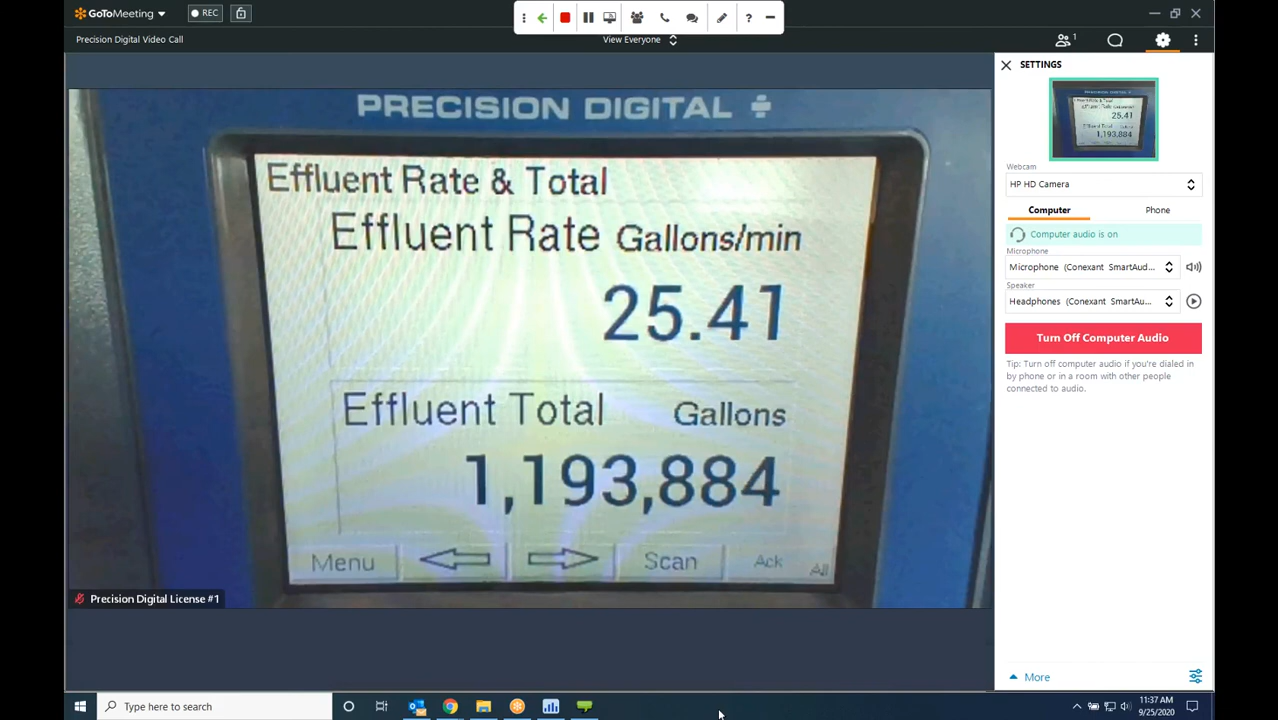 GoToMeeting
REC
Precision Digital Video Call
View Everyone
1
PRECISION DIGITAL
Effluent Rate & Total
Effluent Rate Gallons/min
25.41
Effluent Total Gallons
1,193,884
Menu
Scan
Ack
All
Precision Digital License #1
SETTINGS
Webcam
HP HD Camera
Computer
Phone
Computer audio is on
Microphone
Microphone (Conexant SmartAud...
Speaker
Headphones (Conexant SmartAu...
Turn Off Computer Audio
Tip: Turn off computer audio if you're dialed in
by phone or in a room with other people
connected to audio.
More
Type here to search
11:37 AM
9/25/2020